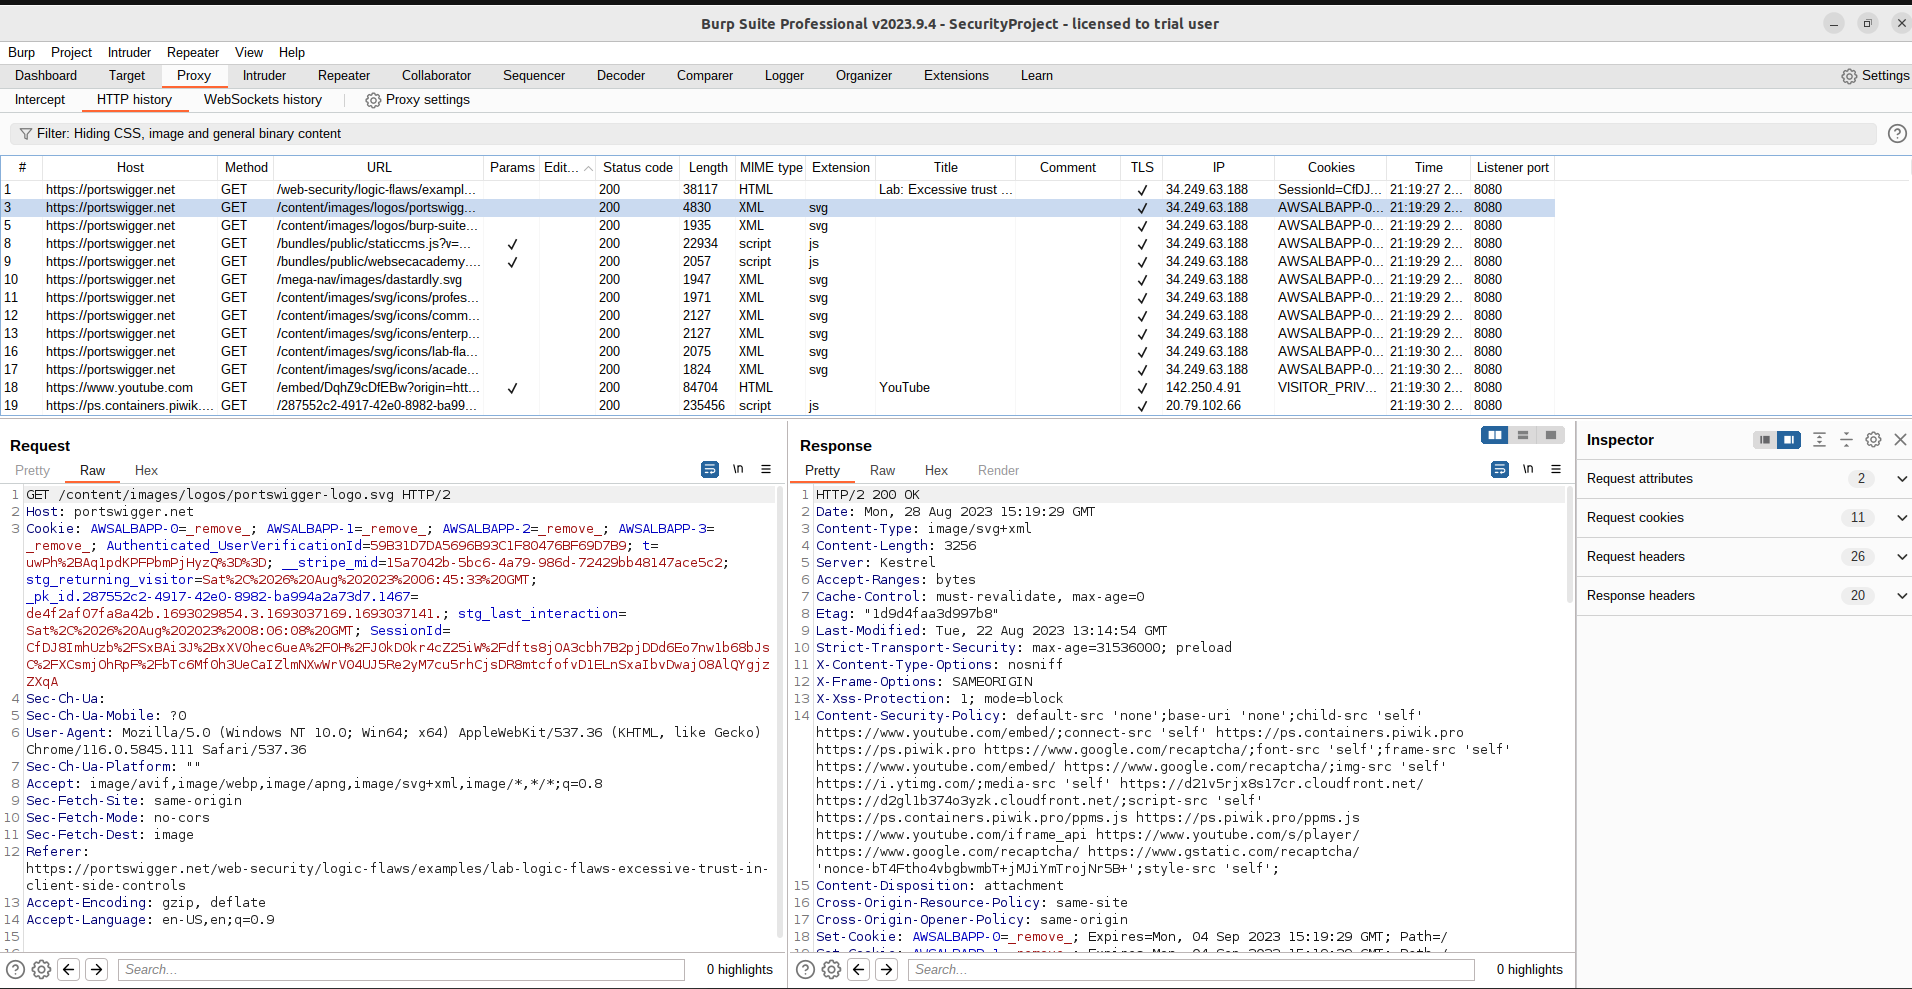 Burp Suite Professional v2023.9.4 - SecurityProject - licensed to trial user
Burp Project Intruder Repeater View Help
Dashboard Target Proxy Intruder Repeater Collaborator Sequencer Decoder Comparer Logger Organizer Extensions Learn Settings
Intercept HTTP history WebSockets history Proxy settings
Filter: Hiding CSS, image and general binary content
# Host Method URL Params Edit... Status code Length MIME type Extension Title Comment TLS IP Cookies Time Listener port
1 https://portswigger.net GET /web-security/logic-flaws/exampl... 200 38117 HTML Lab: Excessive trust ... ✓ 34.249.63.188 SessionId=CfDJ... 21:19:27 2... 8080
3 https://portswigger.net GET /content/images/logos/portswigg... 200 4830 XML svg ✓ 34.249.63.188 AWSALBAPP-0... 21:19:29 2... 8080
5 https://portswigger.net GET /content/images/logos/burp-suite... 200 1935 XML svg ✓ 34.249.63.188 AWSALBAPP-0... 21:19:29 2... 8080
8 https://portswigger.net GET /bundles/public/staticcms.js?v=... ✓ 200 22934 script js ✓ 34.249.63.188 AWSALBAPP-0... 21:19:29 2... 8080
9 https://portswigger.net GET /bundles/public/websecacademy.... ✓ 200 2057 script js ✓ 34.249.63.188 AWSALBAPP-0... 21:19:29 2... 8080
10 https://portswigger.net GET /mega-nav/images/dastardly.svg 200 1947 XML svg ✓ 34.249.63.188 AWSALBAPP-0... 21:19:29 2... 8080
11 https://portswigger.net GET /content/images/svg/icons/profes... 200 1971 XML svg ✓ 34.249.63.188 AWSALBAPP-0... 21:19:29 2... 8080
12 https://portswigger.net GET /content/images/svg/icons/comm... 200 2127 XML svg ✓ 34.249.63.188 AWSALBAPP-0... 21:19:29 2... 8080
13 https://portswigger.net GET /content/images/svg/icons/enterp... 200 2127 XML svg ✓ 34.249.63.188 AWSALBAPP-0... 21:19:29 2... 8080
16 https://portswigger.net GET /content/images/svg/icons/lab-fla... 200 2075 XML svg ✓ 34.249.63.188 AWSALBAPP-0... 21:19:30 2... 8080
17 https://portswigger.net GET /content/images/svg/icons/acade... 200 1824 XML svg ✓ 34.249.63.188 AWSALBAPP-0... 21:19:30 2... 8080
18 https://www.youtube.com GET /embed/DqhZ9cDfEBw?origin=htt... ✓ 200 84704 HTML YouTube ✓ 142.250.4.91 VISITOR_PRIV... 21:19:30 2... 8080
19 https://ps.containers.piwik.... GET /287552c2-4917-42e0-8982-ba99... 200 235456 script js ✓ 20.79.102.66 21:19:30 2... 8080
Request
Pretty Raw Hex \n
1 GET /content/images/logos/portswigger-logo.svg HTTP/2
2 Host: portswigger.net
3 Cookie: AWSALBAPP-0=_remove_; AWSALBAPP-1=_remove_; AWSALBAPP-2=_remove_; AWSALBAPP-3=
_remove_; Authenticated_UserVerificationId=59B31D7DA5696B93C1F80476BF69D7B9; t=
uwPh%2BAq1pdKPFPbmPjHyzQ%3D%3D; __stripe_mid=15a7042b-5bc6-4a79-986d-72429bb48147ace5c2;
stg_returning_visitor=Sat%2C%2026%20Aug%202023%2006:45:33%20GMT;
_pk_id.287552c2-4917-42e0-8982-ba994a2a73d7.1467=
de4f2af07fa8a42b.1693029854.3.1693037169.1693037141.; stg_last_interaction=
Sat%2C%2026%20Aug%202023%2008:06:08%20GMT; SessionId=
CfDJ8ImhUzb%2FSxBAi3J%2BxXV0hec6ueA%2F0H%2FJ0kD0kr4cZ25iW%2Fdfts8jOA3cbh7B2pjDDd6Eo7nw1b68bJs
C%2FXCsmjOhRpF%2FbTc6Mf0h3UeCaIZlmNXwWrV04UJ5Re2yM7cu5rhCjsDR8mtcfofvD1ELnSxaIbvDwajO8AlQYgjz
ZXqA
4 Sec-Ch-Ua:
5 Sec-Ch-Ua-Mobile: ?0
6 User-Agent: Mozilla/5.0 (Windows NT 10.0; Win64; x64) AppleWebKit/537.36 (KHTML, like Gecko)
Chrome/116.0.5845.111 Safari/537.36
7 Sec-Ch-Ua-Platform: ""
8 Accept: image/avif,image/webp,image/apng,image/svg+xml,image/*,*/*;q=0.8
9 Sec-Fetch-Site: same-origin
10 Sec-Fetch-Mode: no-cors
11 Sec-Fetch-Dest: image
12 Referer:
https://portswigger.net/web-security/logic-flaws/examples/lab-logic-flaws-excessive-trust-in-
client-side-controls
13 Accept-Encoding: gzip, deflate
14 Accept-Language: en-US,en;q=0.9
15
Search... 0 highlights
Response
Pretty Raw Hex Render \n
1 HTTP/2 200 OK
2 Date: Mon, 28 Aug 2023 15:19:29 GMT
3 Content-Type: image/svg+xml
4 Content-Length: 3256
5 Server: Kestrel
6 Accept-Ranges: bytes
7 Cache-Control: must-revalidate, max-age=0
8 Etag: "1d9d4faa3d997b8"
9 Last-Modified: Tue, 22 Aug 2023 13:14:54 GMT
10 Strict-Transport-Security: max-age=31536000; preload
11 X-Content-Type-Options: nosniff
12 X-Frame-Options: SAMEORIGIN
13 X-Xss-Protection: 1; mode=block
14 Content-Security-Policy: default-src 'none';base-uri 'none';child-src 'self'
https://www.youtube.com/embed/;connect-src 'self' https://ps.containers.piwik.pro
https://ps.piwik.pro https://www.google.com/recaptcha/;font-src 'self';frame-src 'self'
https://www.youtube.com/embed/ https://www.google.com/recaptcha/;img-src 'self'
https://i.ytimg.com/;media-src 'self' https://d21v5rjx8s17cr.cloudfront.net/
https://d2gl1b374o3yzk.cloudfront.net/;script-src 'self'
https://ps.containers.piwik.pro/ppms.js https://ps.piwik.pro/ppms.js
https://www.youtube.com/iframe_api https://www.youtube.com/s/player/
https://www.google.com/recaptcha/ https://www.gstatic.com/recaptcha/
'nonce-bT4Ftho4vbgbwmbT+jMJiYmTrojNr5B+';style-src 'self';
15 Content-Disposition: attachment
16 Cross-Origin-Resource-Policy: same-site
17 Cross-Origin-Opener-Policy: same-origin
18 Set-Cookie: AWSALBAPP-0=_remove_; Expires=Mon, 04 Sep 2023 15:19:29 GMT; Path=/
Search... 0 highlights
Inspector
Request attributes 2
Request cookies 11
Request headers 26
Response headers 20